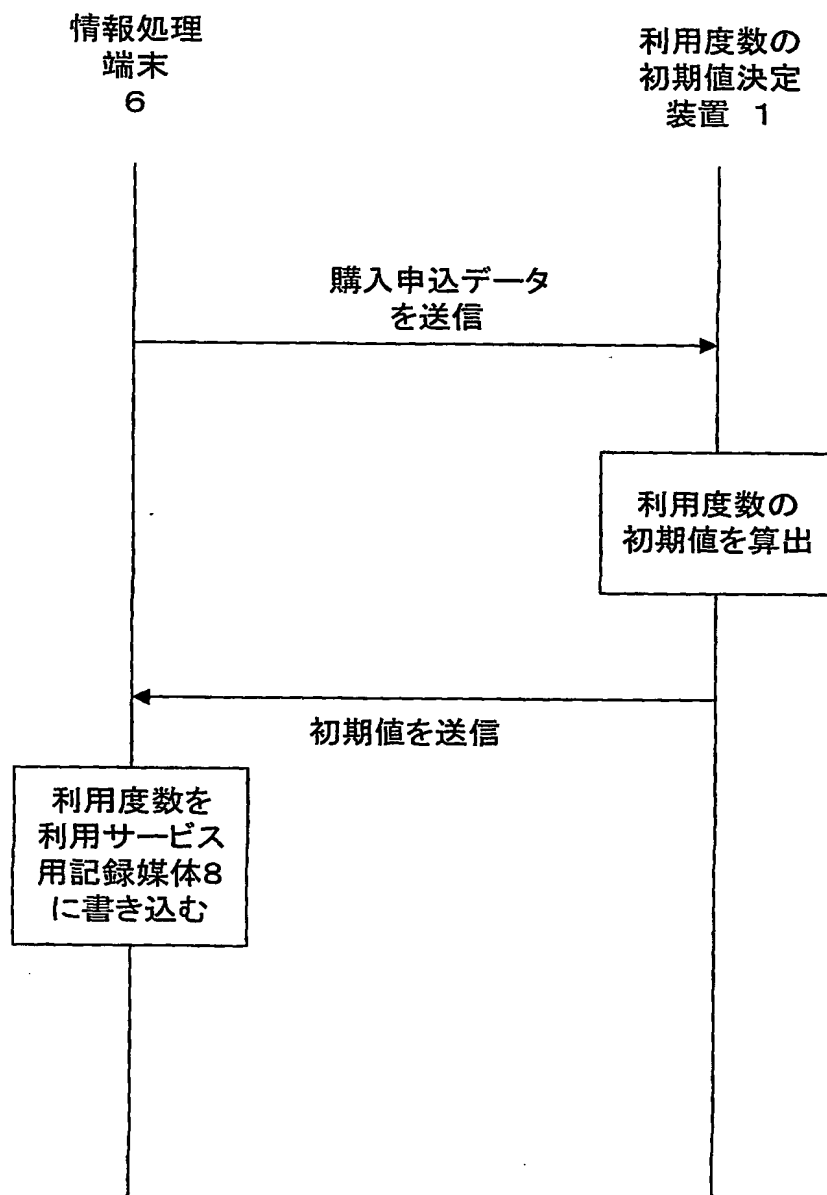 情報処理
端末
6
利用度数の
初期値決定
装置 1
購入申込データ
を送信
利用度数の
初期値を算出
初期値を送信
利用度数を
利用サービス
用記録媒体8
に書き込む